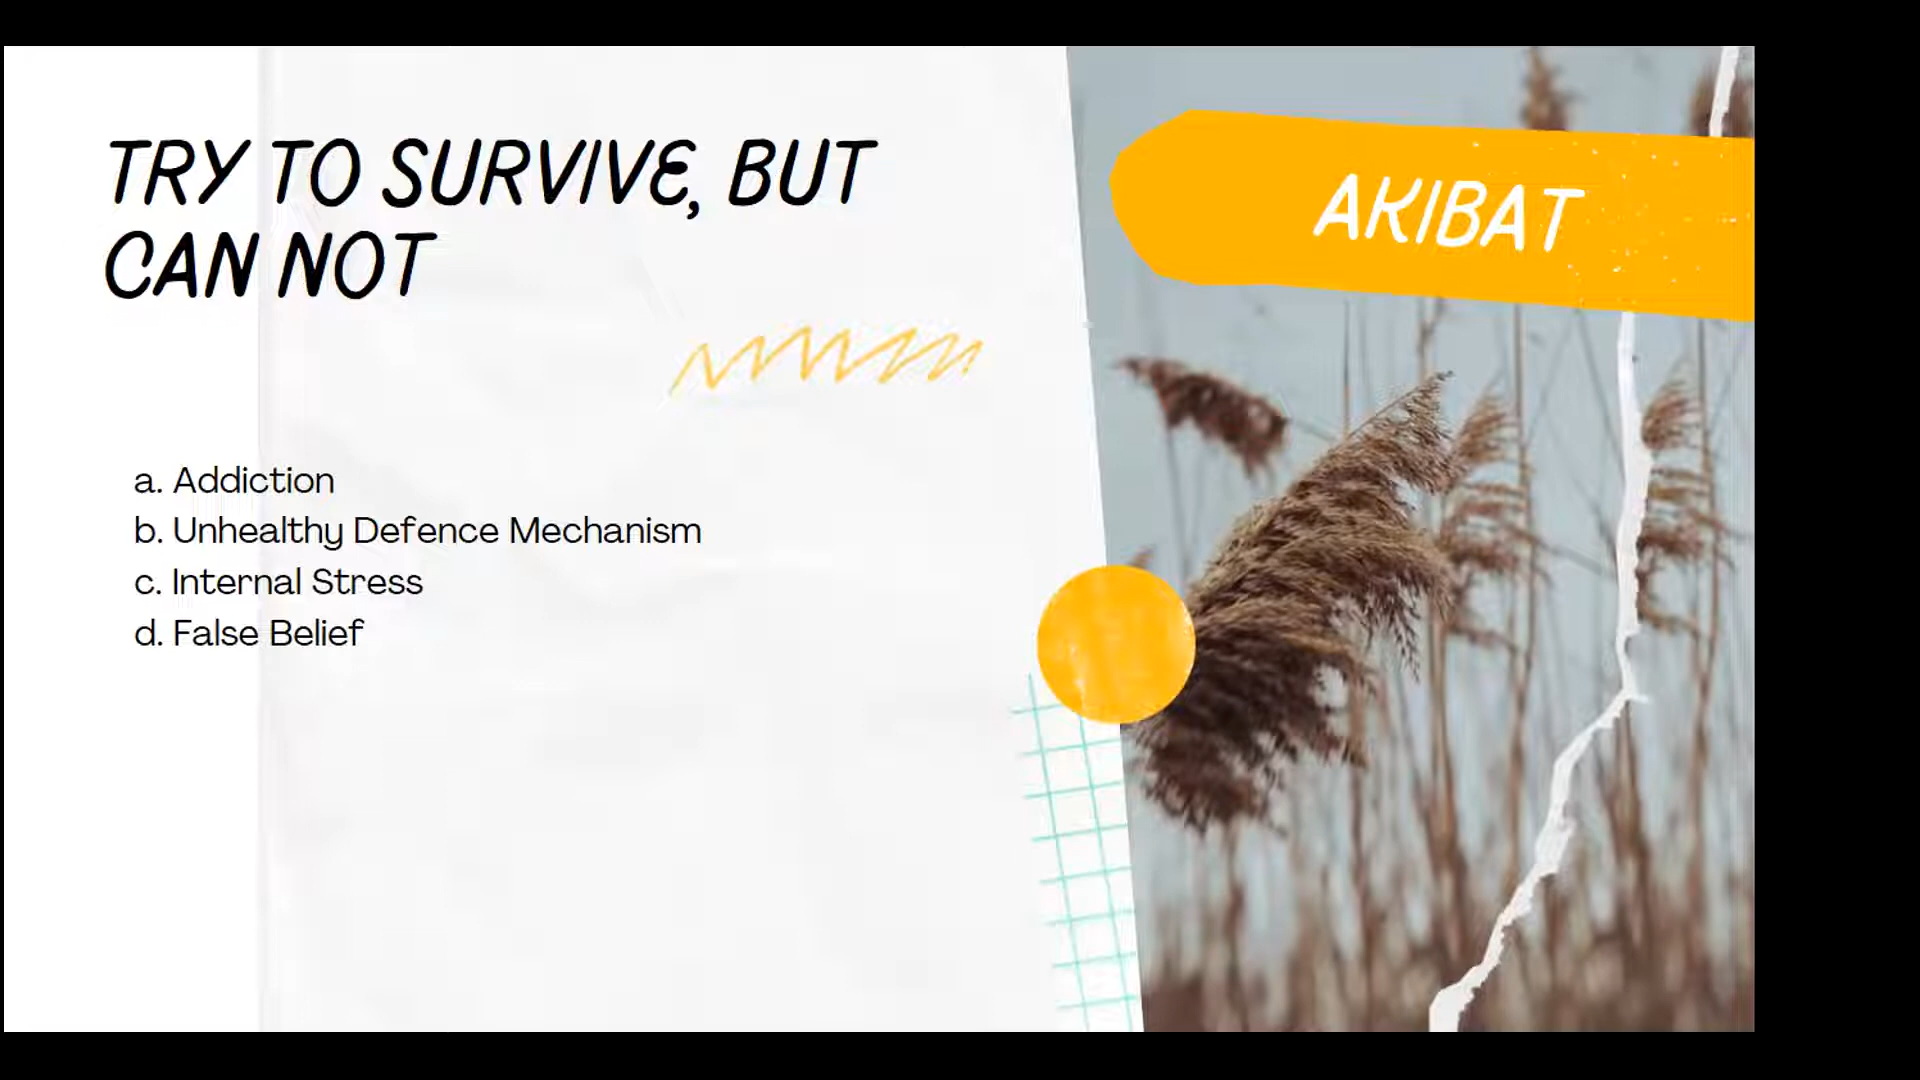 TRY TO SURVIVE, BUT
CAN NOT
AKIBAT
a. Addiction
b. Unhealthy Defence Mechanism
c. Internal Stress
d. False Belief